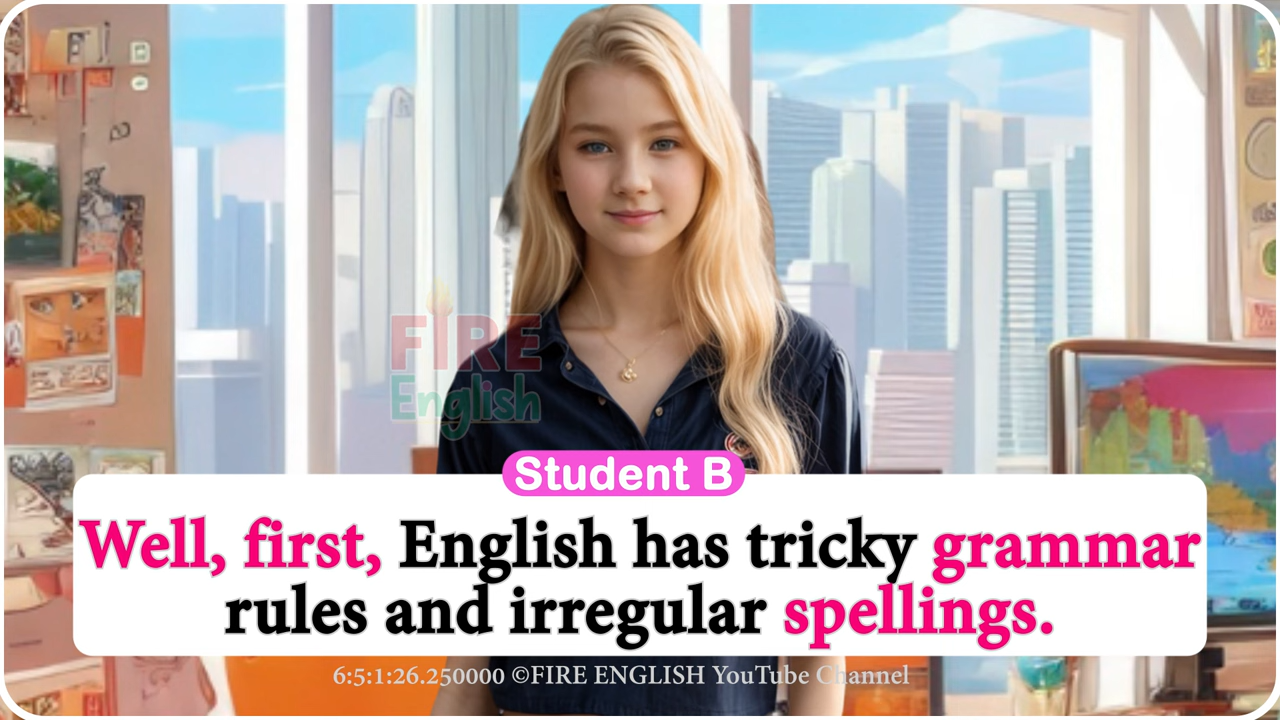 FIRE
English
Student B
Well, first, English has tricky grammar
rules and irregular spellings.
6:5:1:26.250000 ©FIRE ENGLISH YouTube Channel